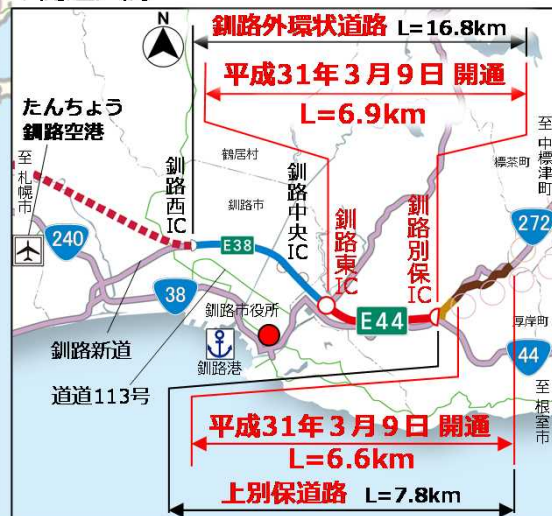 N
釧路外環状道路 L=16.8km
平成31年3月9日 開通
L=6.9km
たんちょう
釧路空港
至札幌市
釧路西IC
鶴居村
釧路市
釧路中央IC
釧路東IC
釧路別保IC
標茶町
至中標津町
272
240
E38
38
釧路市役所
E44
厚岸町
44
釧路港
釧路新道
道道113号
至根室市
平成31年3月9日 開通
L=6.6km
上別保道路 L=7.8km